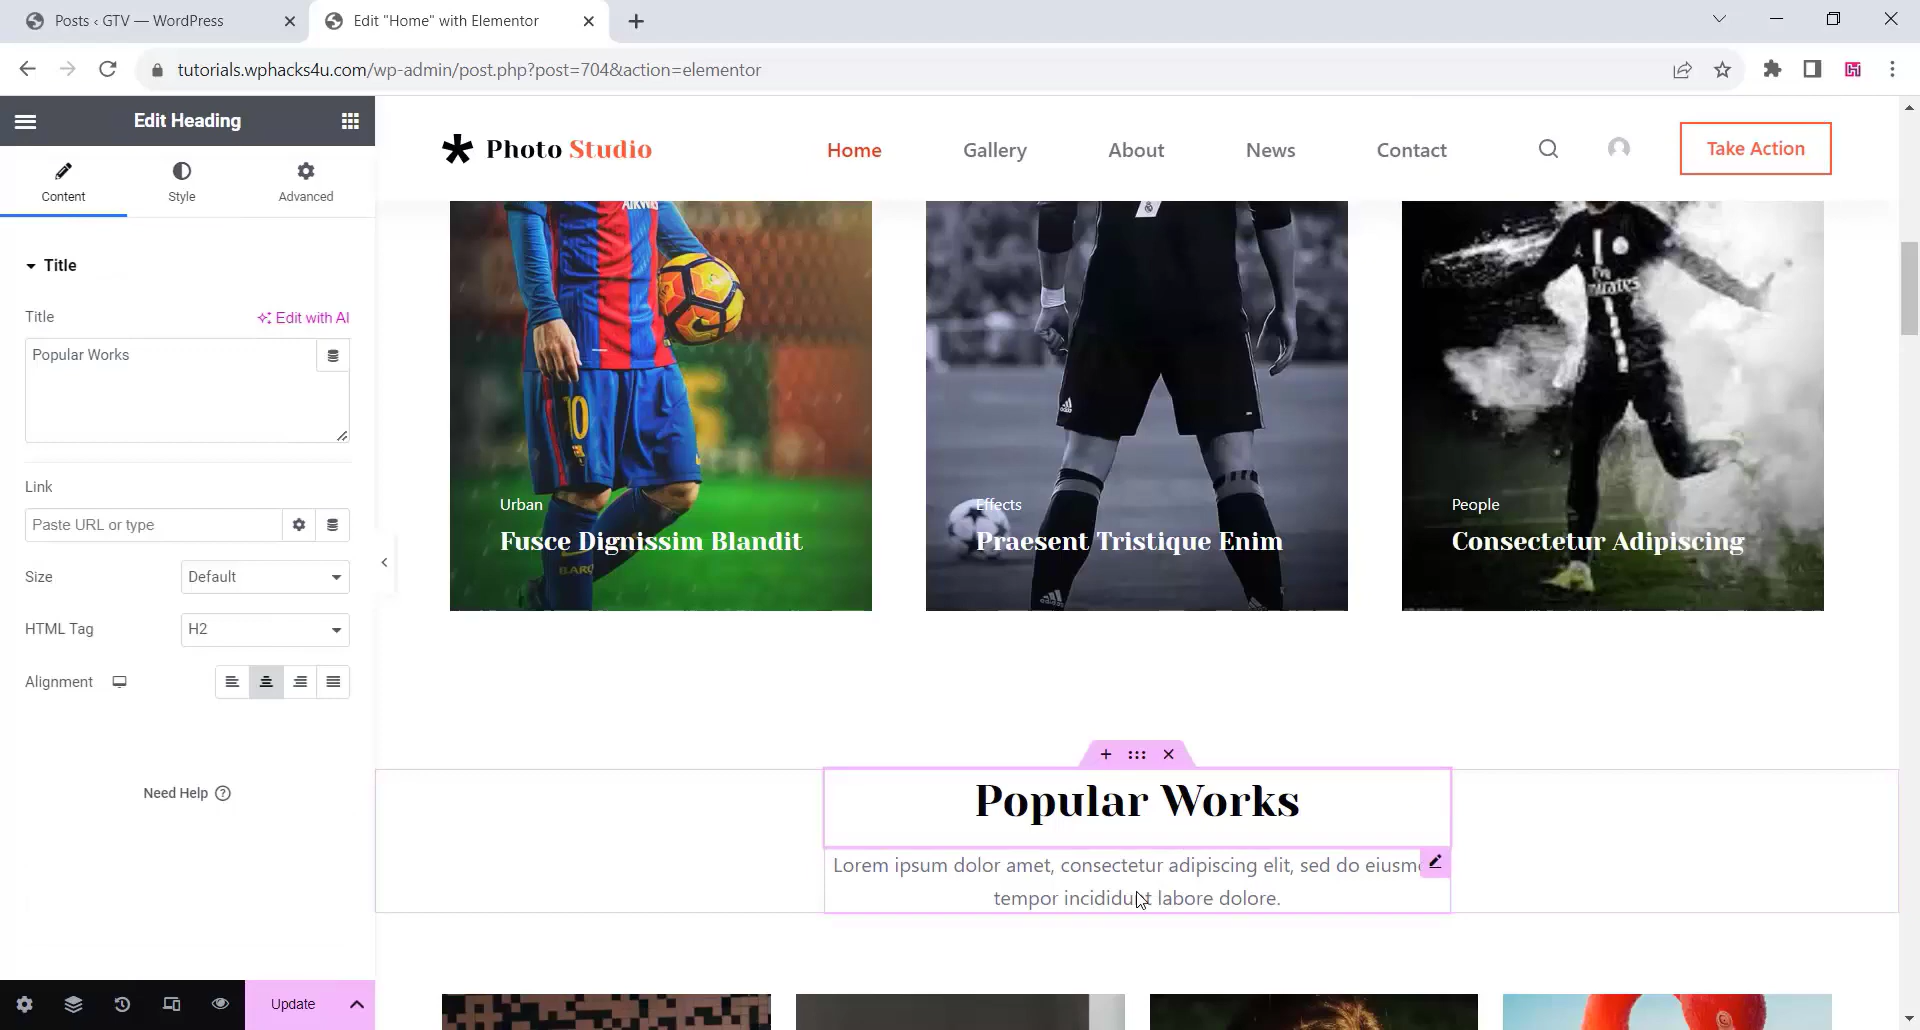 Posts ‹ GTV — WordPress
Edit "Home" with Elementor
tutorials.wphacks4u.com/wp-admin/post.php?post=704&action=elementor
Edit Heading
Content
Style
Advanced
Title
Title
Edit with AI
Popular Works
Link
Paste URL or type
Size
Default
HTML Tag
H2
Alignment
Need Help
Update
Photo Studio
Home
Gallery
About
News
Contact
Take Action
10
Urban
Fusce Dignissim Blandit
Effects
Praesent Tristique Enim
People
Consectetur Adipiscing
Popular Works
Lorem ipsum dolor amet, consectetur adipiscing elit, sed do
tempor incididunt labore dolore.